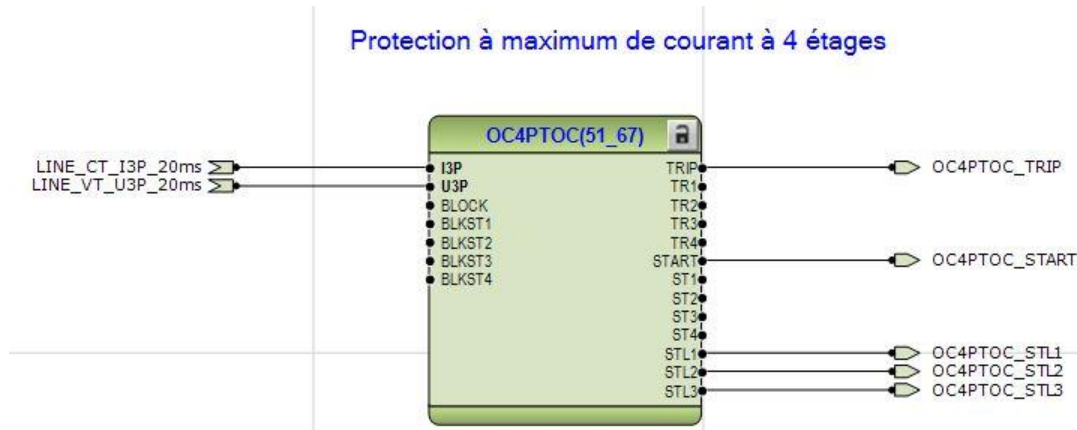 Protection à maximum de courant à 4 étages
OC4PTOC(51_67)
LINE_CT_I3P_20ms
LINE_VT_U3P_20ms
I3P
U3P
BLOCK
BLKST1
BLKST2
BLKST3
BLKST4
TRIP
TR1
TR2
TR3
TR4
START
ST1
ST2
ST3
ST4
STL1
STL2
STL3
OC4PTOC_TRIP
OC4PTOC_START
OC4PTOC_STL1
OC4PTOC_STL2
OC4PTOC_STL3